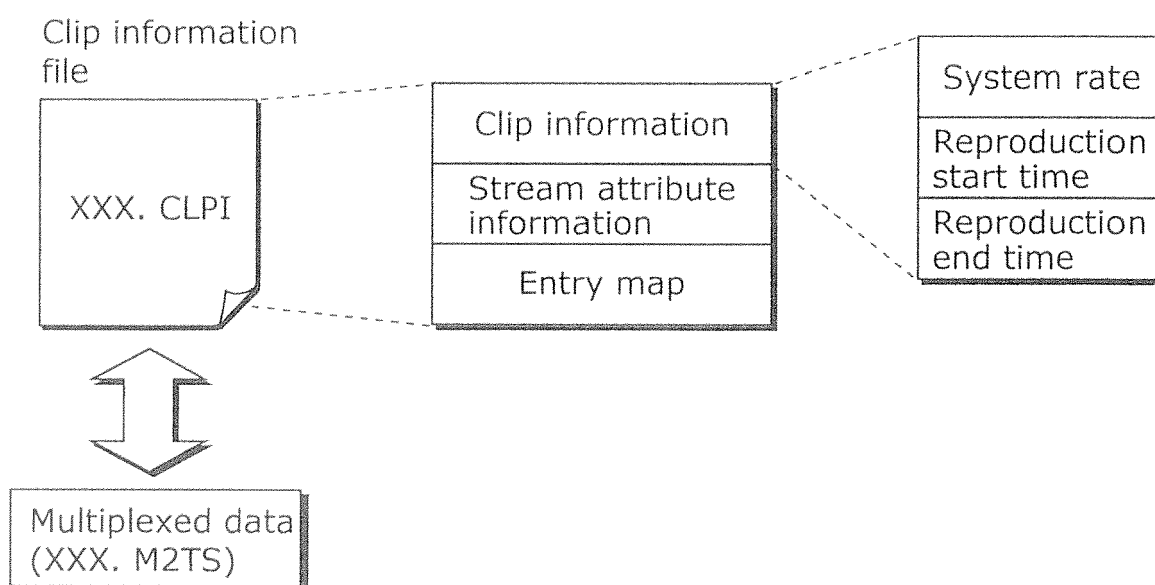 Clip information
file
XXX. CLPI
Multiplexed data
(XXX. M2TS)
Clip information
Stream attribute
information
Entry map
System rate
Reproduction
start time
Reproduction
end time